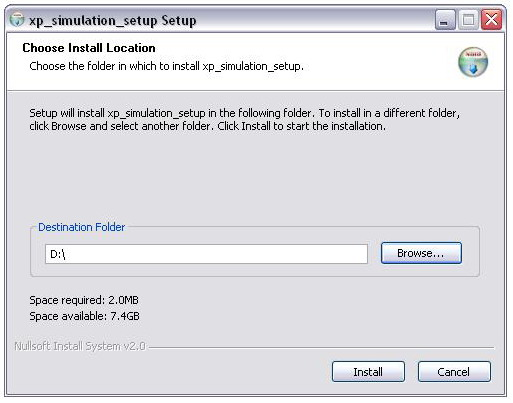 xp_simulation_setup Setup
Choose Install Location
Choose the folder in which to install xp_simulation_setup.
Setup will install xp_simulation_setup in the following folder. To install in a different folder,
click Browse and select another folder. Click Install to start the installation.
Destination Folder
D:\
Browse...
Space required: 2.0MB
Space available: 7.4GB
Nullsoft Install System v2.0
Install
Cancel